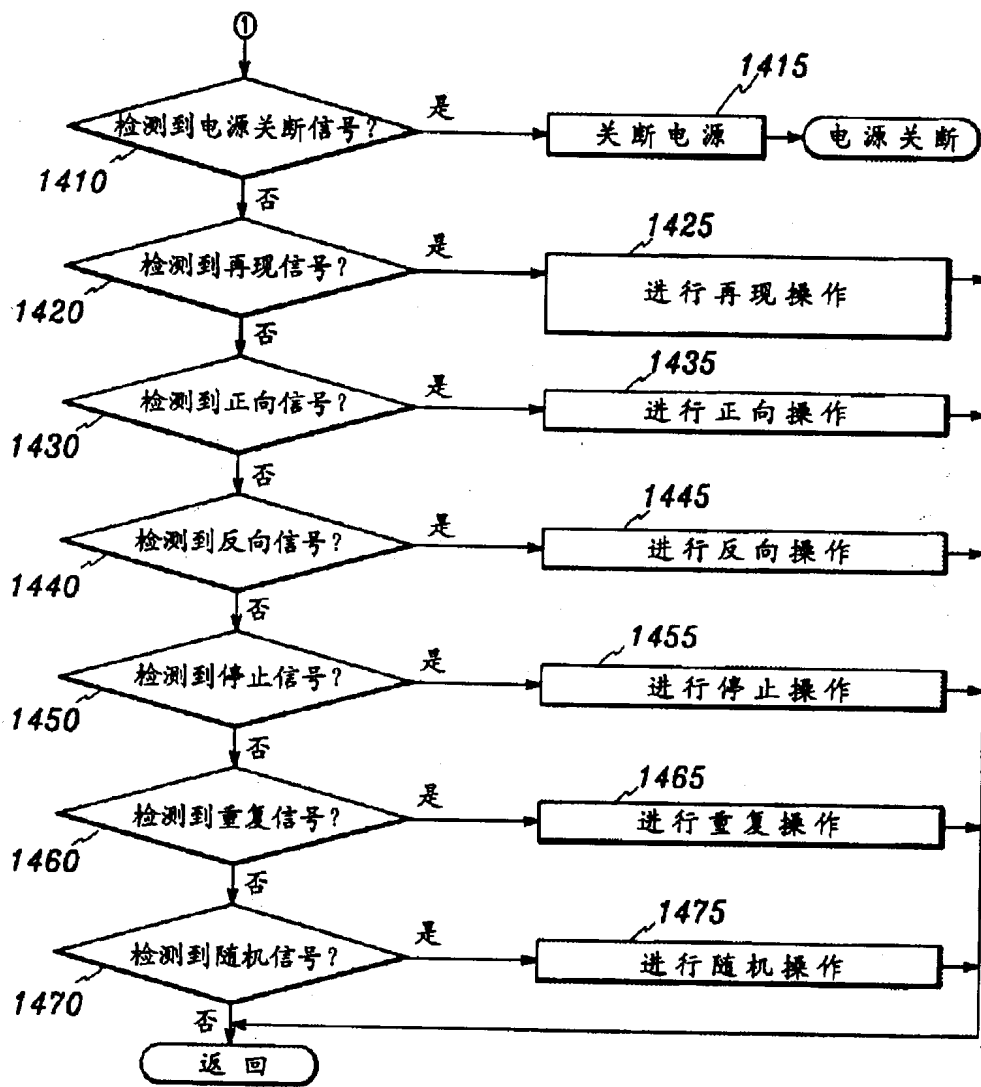 ①
1415
检测到电源关断信号？
是
关断电源
电源关断
1410
否
1425
检测到再现信号？
是
进行再现操作
1420
否
1435
检测到正向信号？
是
进行正向操作
1430
否
1445
检测到反向信号？
是
进行反向操作
1440
否
1455
检测到停止信号？
是
进行停止操作
1450
否
1465
检测到重复信号？
是
进行重复操作
1460
否
1475
检测到随机信号？
是
进行随机操作
1470
否
返回